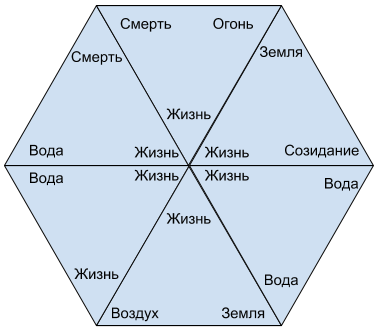 Смерть Огонь
Смерть Земля
Жизнь
Вода Жизнь Жизнь Созидание
Вода Жизнь Жизнь Вода
Жизнь
Жизнь Вода
Воздух Земля